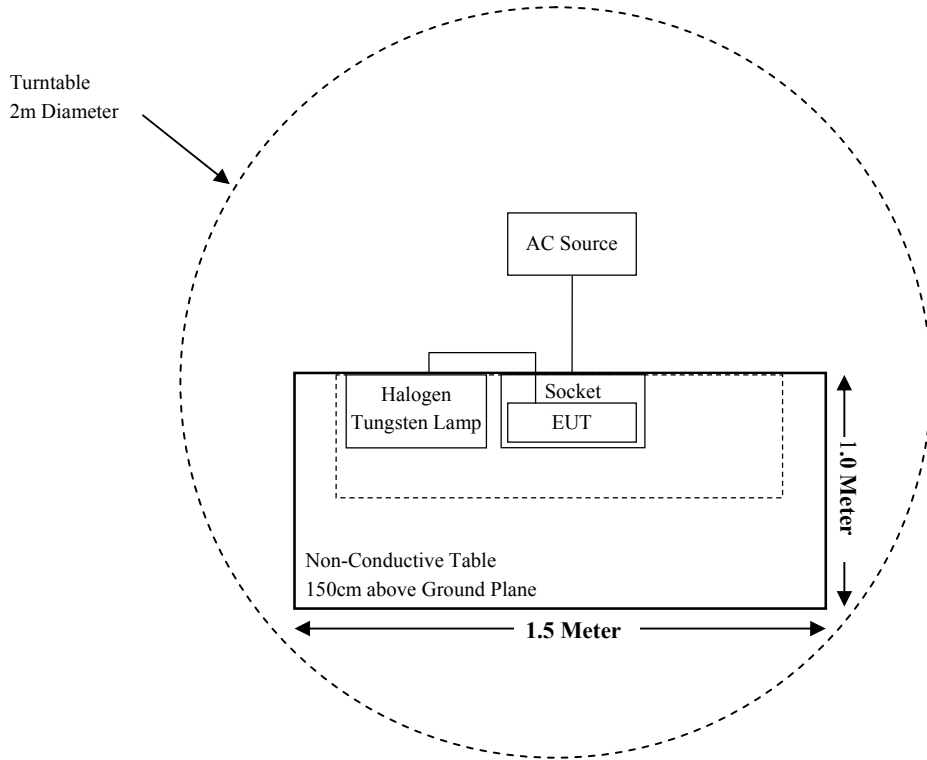 Turntable
2m Diameter
AC Source
Halogen
Tungsten Lamp
Socket
EUT
1.0 Meter
Non-Conductive Table
150cm above Ground Plane
1.5 Meter